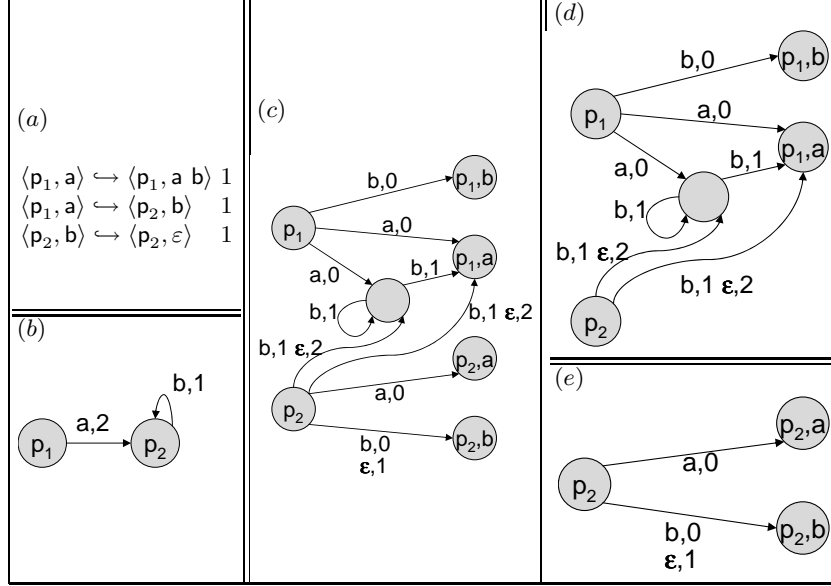 (a)
⟨p₁, a⟩ ↪ ⟨p₁, a b⟩ 1
⟨p₁, a⟩ ↪ ⟨p₂, b⟩ 1
⟨p₂, b⟩ ↪ ⟨p₂, ε⟩ 1
(b)
b,1
a,2
p₁
p₂
(c)
b,0
p₁,b
p₁
a,0
a,0
b,1
p₁,a
b,1
b,1 ε,2
b,1 ε,2
p₂,a
p₂
a,0
b,0
ε,1
p₂,b
(d)
b,0
p₁,b
p₁
a,0
a,0
b,1
p₁,a
b,1
b,1 ε,2
b,1 ε,2
p₂
(e)
p₂,a
a,0
p₂
b,0
ε,1
p₂,b